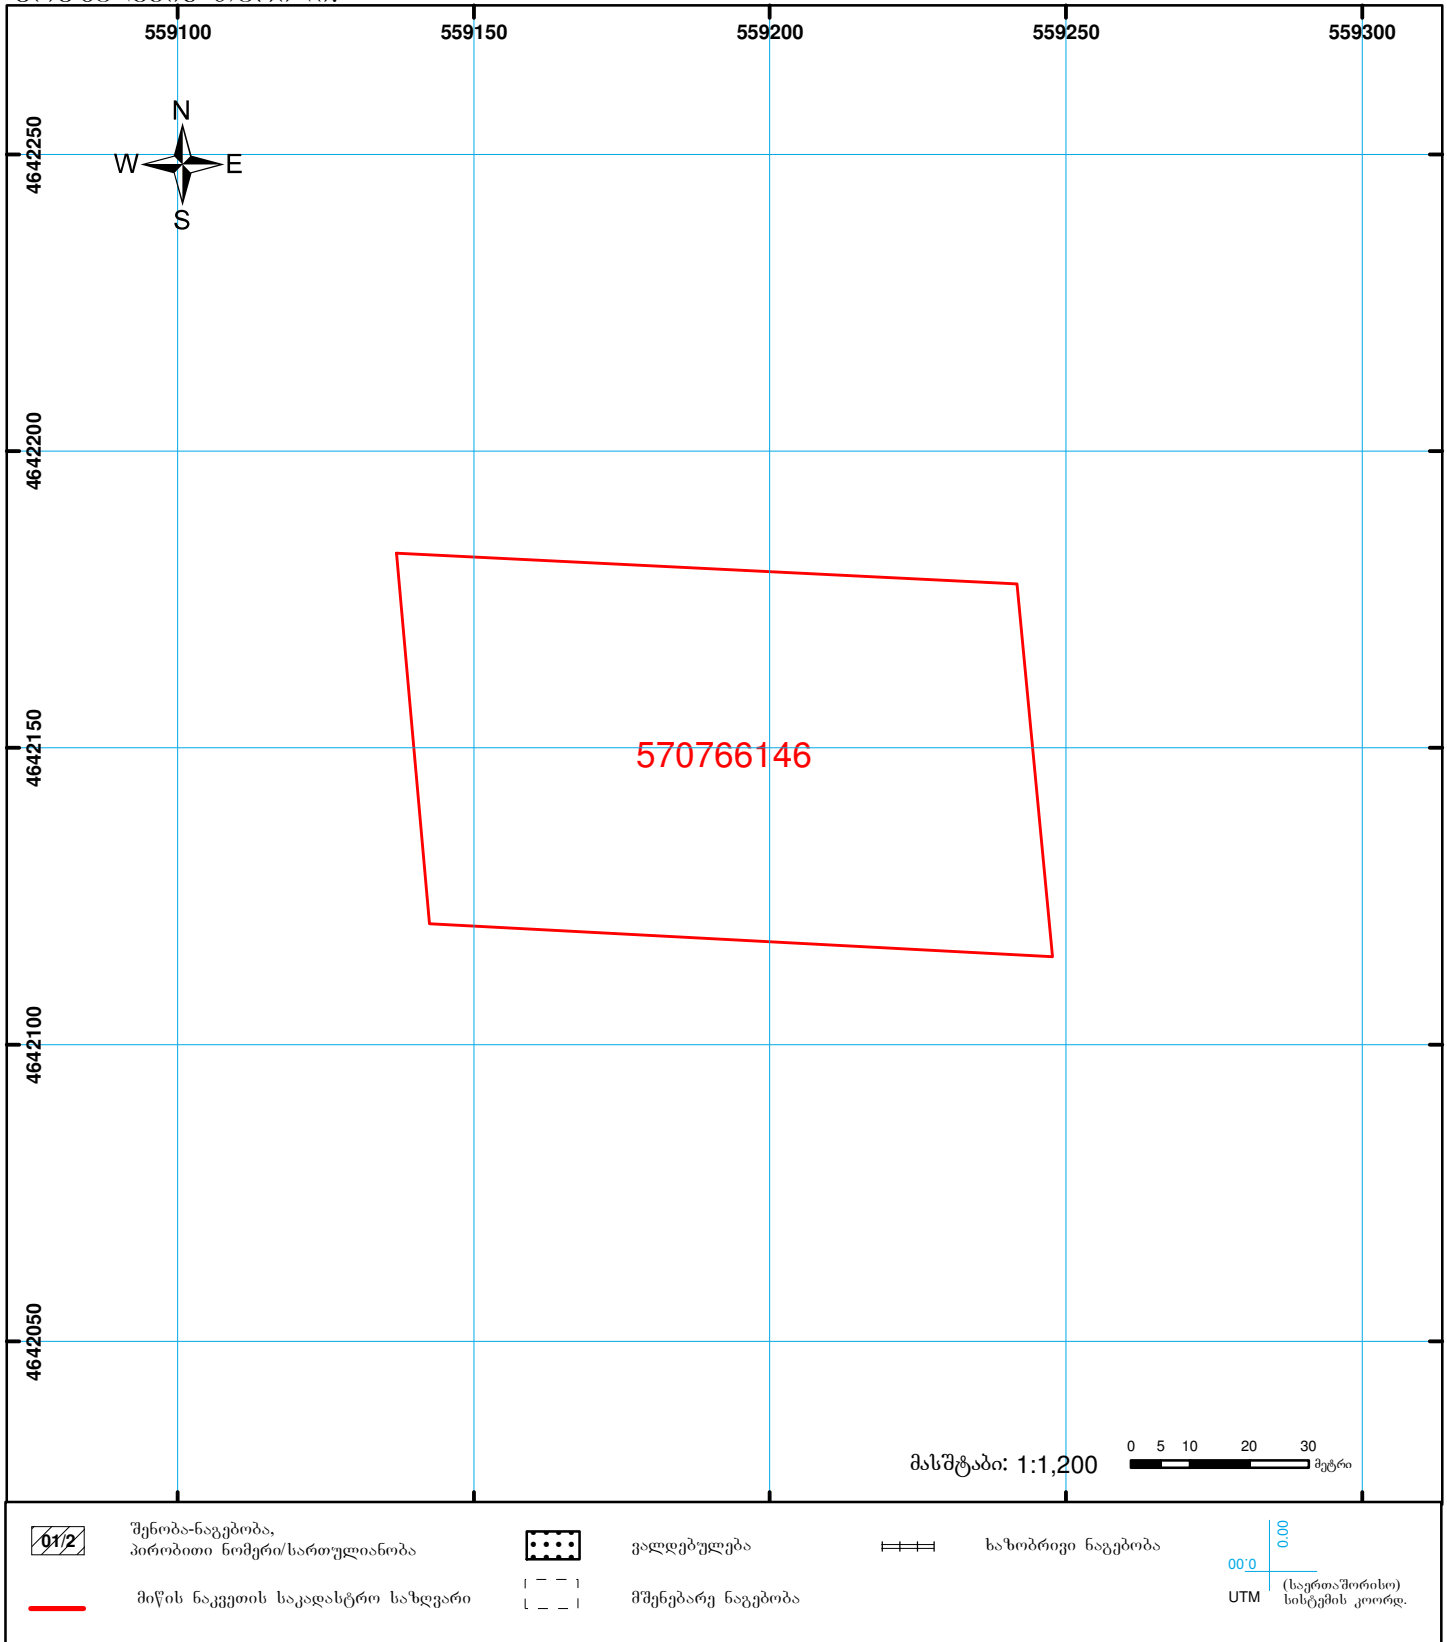 559100 559150 559200 559250 559300
N
W E
S
4642250
4642200
4642150
4642100
4642050
570766146
მასშტაბი: 1:1,200
0 5 10 20 30
მეტრი
01/2
შენობა-ნაგებობა,
პირობითი ნომერი/სართულიანობა
ვალდებულება
ხაზობრივი ნაგებობა
მიწის ნაკვეთის საკადასტრო საზღვარი
მშენებარე ნაგებობა
00.0
00.0
UTM
(საერთაშორისო)
სისტემის კოორდ.